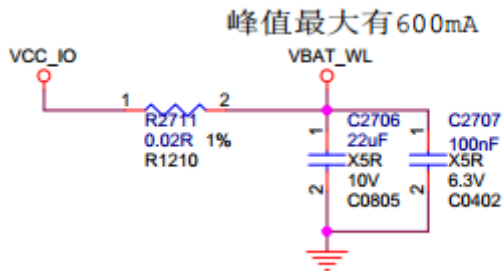 峰值最大有600mA
VCC_IO
VBAT_WL
1
2
R2711
0.02R 1%
R1210
1
2
C2706
22uF
X5R
10V
C0805
1
2
C2707
100nF
X5R
6.3V
C0402